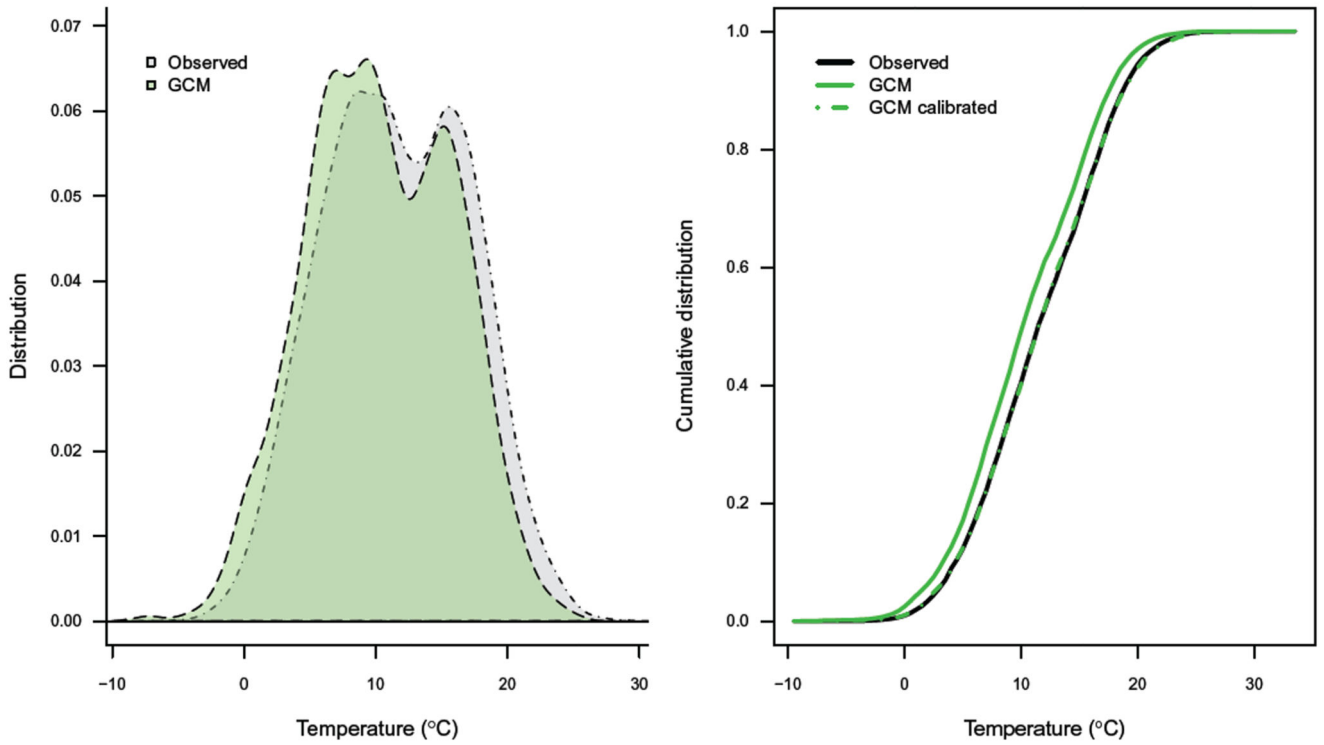 0.07
0.06
0.05
0.04
0.03
0.02
0.01
0.00
Distribution
Observed
GCM
−10 0 10 20 30
Temperature (°C)
1.0
0.8
0.6
0.4
0.2
0.0
Cumulative distribution
Observed
GCM
GCM calibrated
−10 0 10 20 30
Temperature (°C)